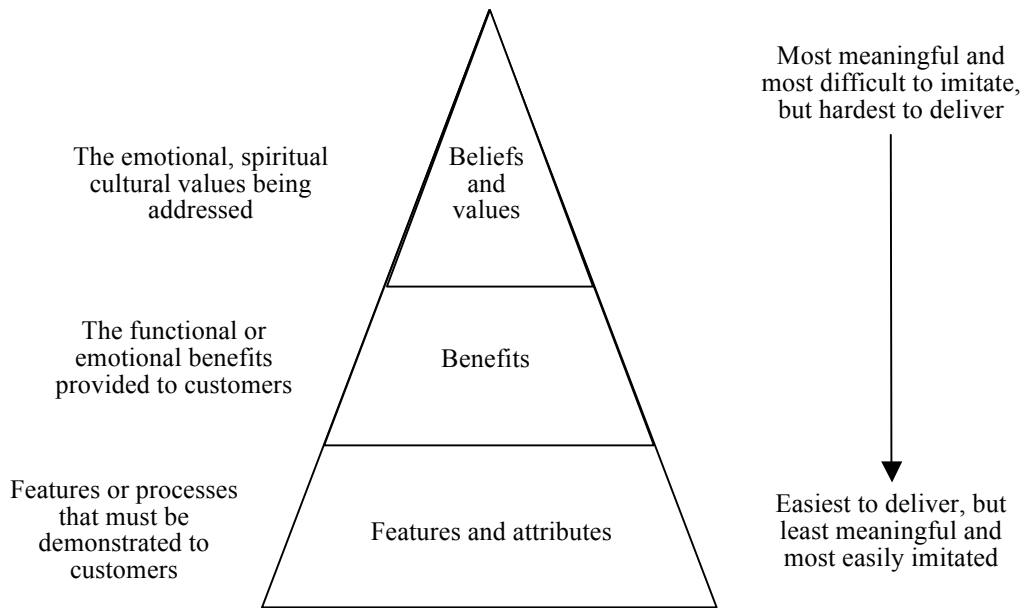 Most meaningful and
most difficult to imitate,
but hardest to deliver
The emotional, spiritual
cultural values being
addressed
Beliefs
and
values
The functional or
emotional benefits
provided to customers
Benefits
Features or processes
that must be
demonstrated to
customers
Features and attributes
Easiest to deliver, but
least meaningful and
most easily imitated